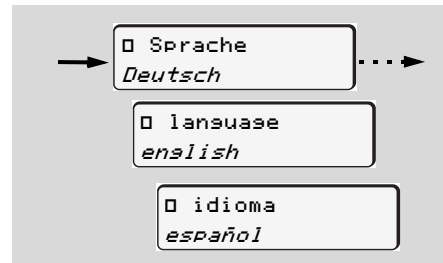 □ Sprache
Deutsch
□ language
english
□ idioma
español